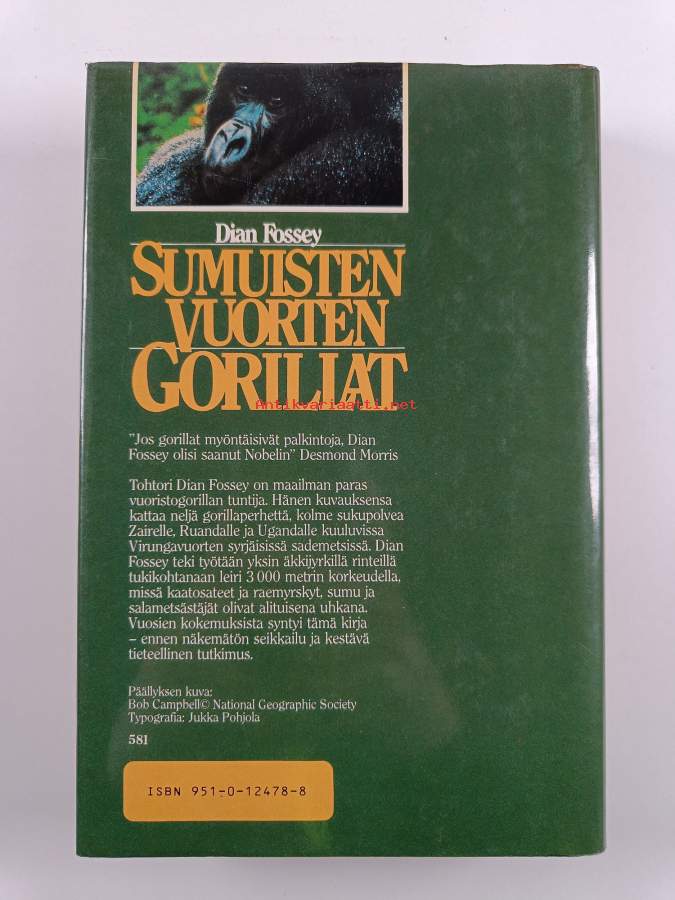 Dian Fossey
SUMUISTEN
VUORTEN
GORILLAT
Antikvariaatti.net
"Jos gorillat myöntäisivät palkintoja, Dian
Fossey olisi saanut Nobelin" Desmond Morris
Tohtori Dian Fossey on maailman paras
vuoristogorillan tuntija. Hänen kuvauksensa
kattaa neljä gorillaperhettä, kolme sukupolvea
Zairelle, Ruandalle ja Ugandalle kuuluvissa
Virungavuorten syrjäisissä sademetsissä. Dian
Fossey teki työtään yksin äkkijyrkillä rinteillä
tukikohtanaan leiri 3 000 metrin korkeudella,
missä kaatosateet ja raemyrskyt, sumu ja
salametsästäjät olivat alituisena uhkana.
Vuosien kokemuksista syntyi tämä kirja
– ennen näkemätön seikkailu ja kestävä
tieteellinen tutkimus.
Päällyksen kuva:
Bob Campbell© National Geographic Society
Typografia: Jukka Pohjola
581
ISBN 951-0-12478-8